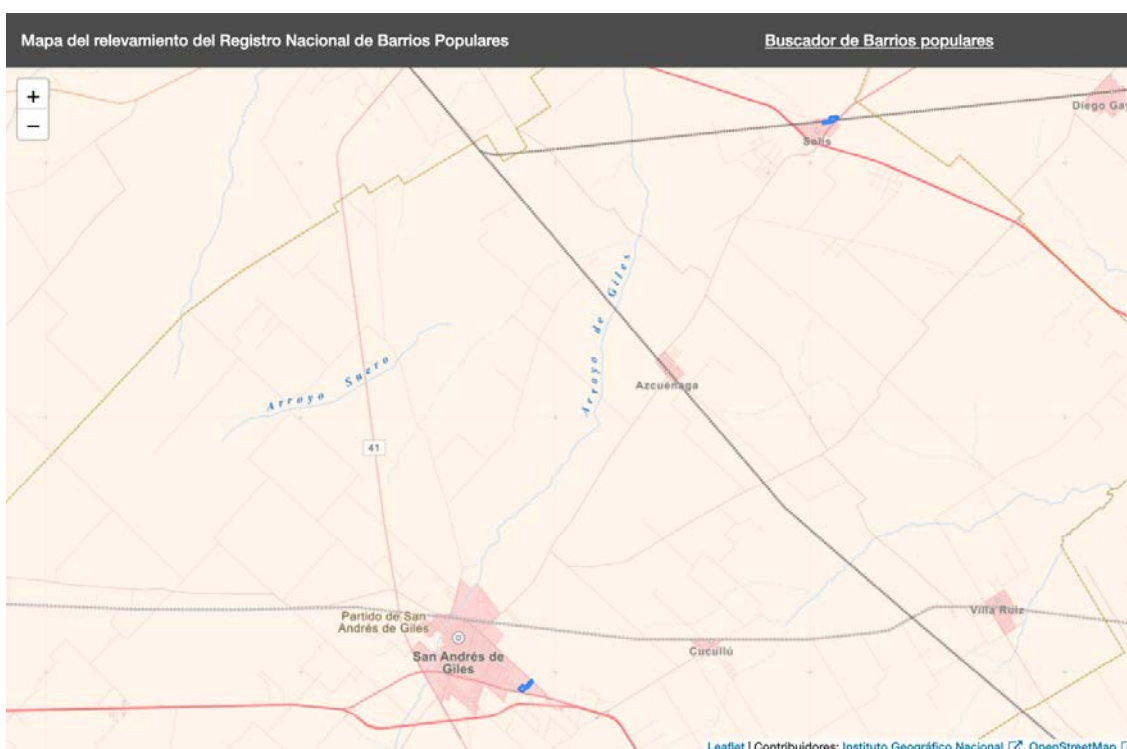 Mapa del relevamiento del Registro Nacional de Barrios Populares
Buscador de Barrios populares
+
−
Diego Gay
Solís
Arroyo de Giles
Arroyo Suero
Azcuénaga
41
Partido de San
Andrés de Giles
San Andrés de
Giles
Cucullú
Villa Ruiz
Leaflet | Contribuidores: Instituto Geográfico Nacional, OpenStreetMap